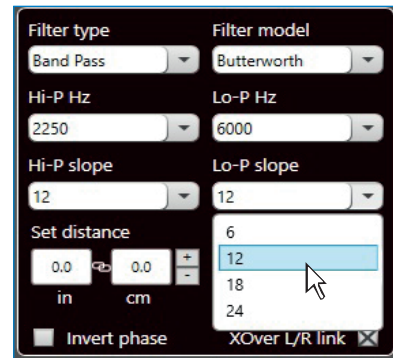 Filter type Filter model
Band Pass Butterworth
Hi-P Hz Lo-P Hz
2250 6000
Hi-P slope Lo-P slope
12 12
Set distance 6
0.0 0.0 + - 12
in cm 18
24
Invert phase XOver L/R link